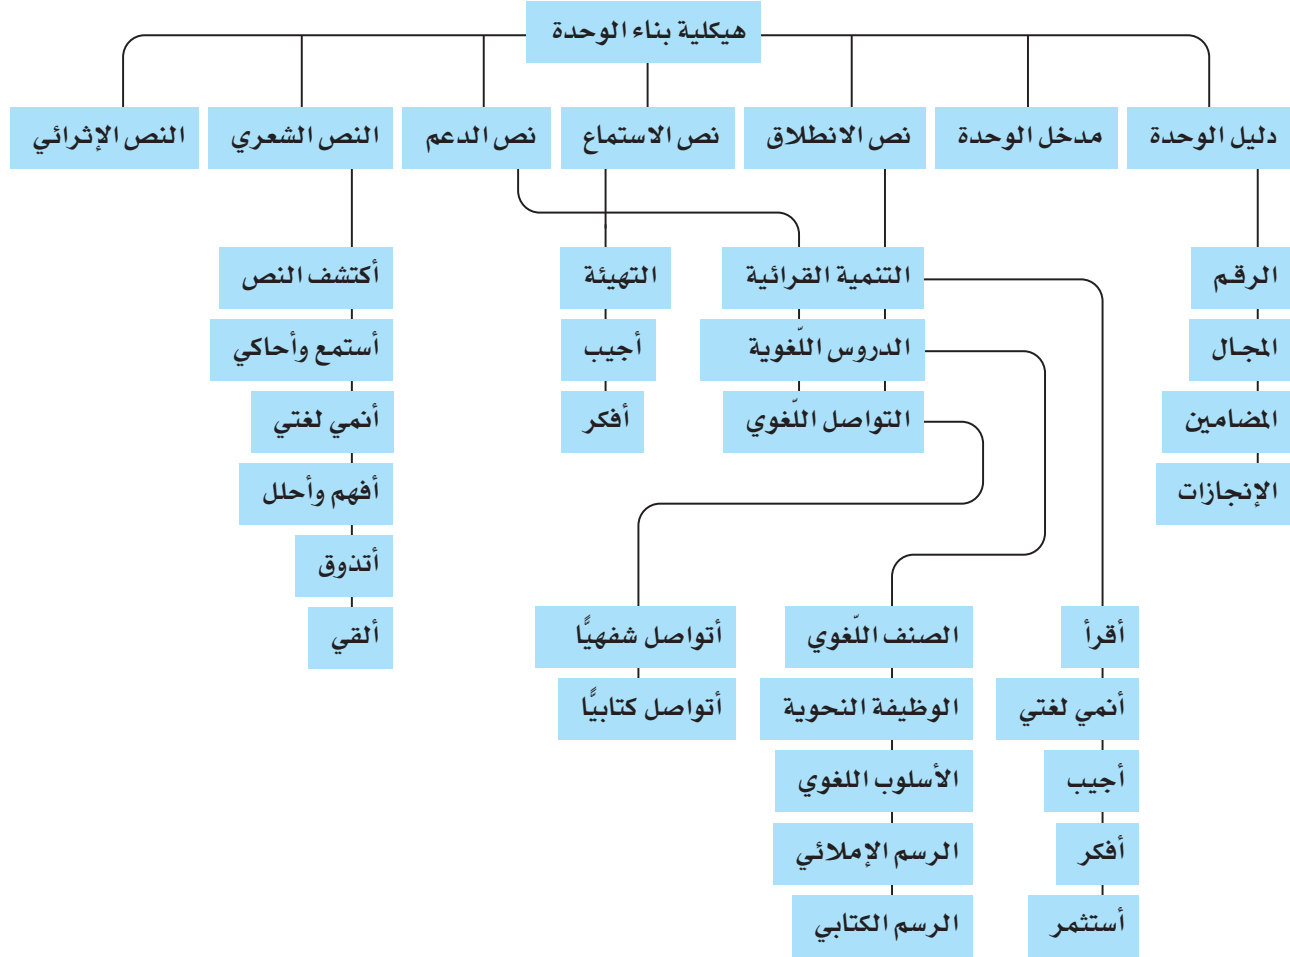 هيكلية بناء الوحدة
دليل الوحدة
مدخل الوحدة
نص الانطلاق
نص الاستماع
نص الدعم
النص الشعري
النص الإثرائي
الرقم
المجال
المضامين
الإنجازات
التنمية القرائية
الدروس اللّغوية
التواصل اللّغوي
التهيئة
أجيب
أفكر
أكتشف النص
أستمع وأحاكي
أنمي لغتي
أفهم وأحلل
أتذوق
ألقي
أقرأ
أنمي لغتي
أجيب
أفكر
أستثمر
الصنف اللّغوي
الوظيفة النحوية
الأسلوب اللغوي
الرسم الإملائي
الرسم الكتابي
أتواصل شفهيًّا
أتواصل كتابيًّا